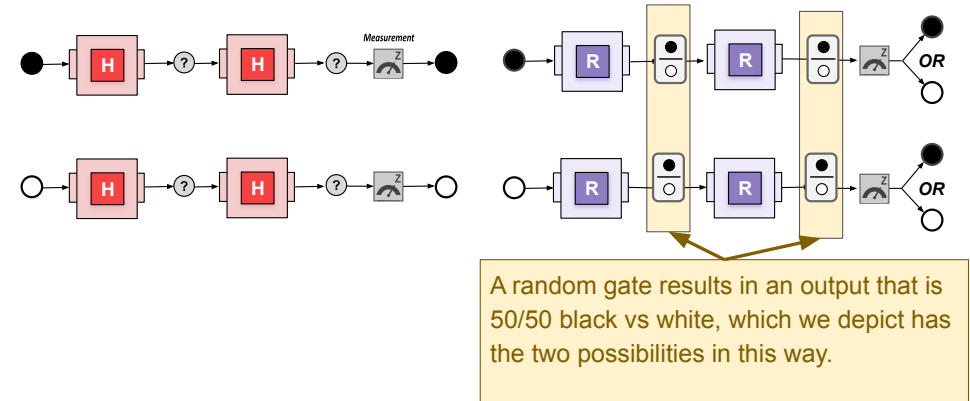 Measurement
H ? H ? Z
R R Z OR
H ? H ? Z
R R Z OR
A random gate results in an output that is
50/50 black vs white, which we depict has
the two possibilities in this way.